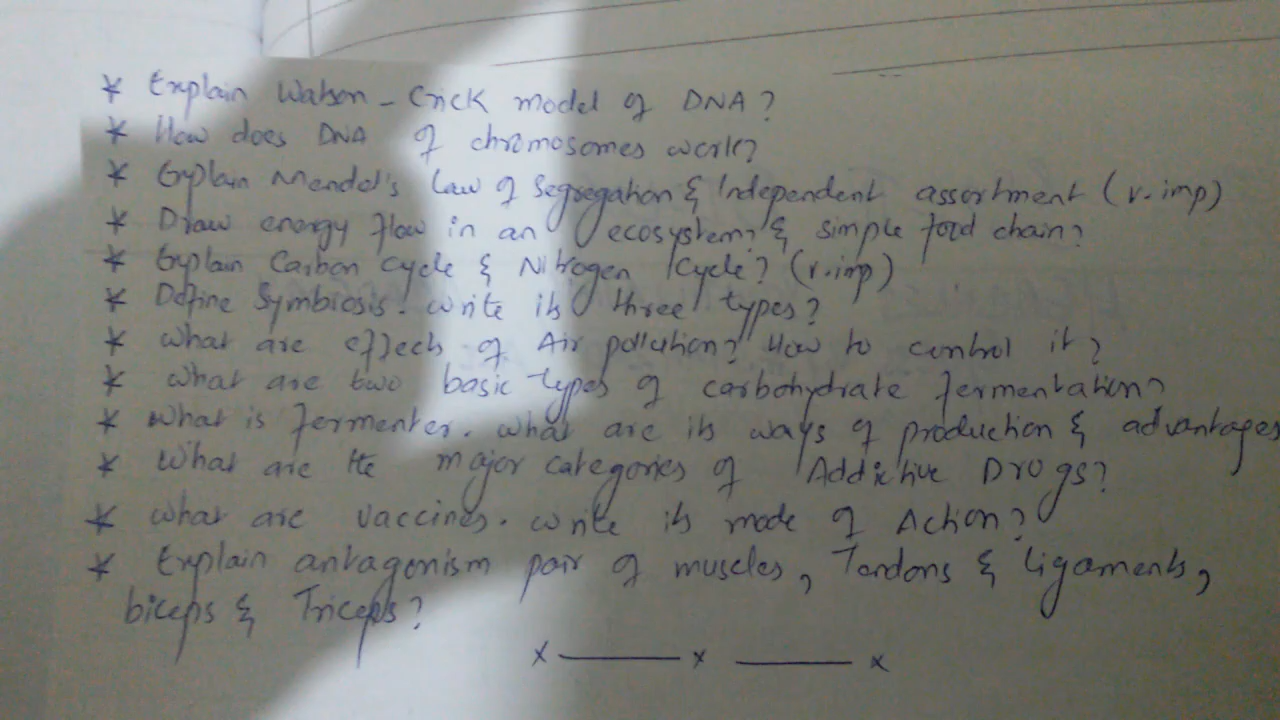 * Explain Watson - Crick model of DNA?
* How does DNA of chromosomes work?
* Explain Mendel's Law of Segregation & Independent assortment (v.imp)
* Draw energy flow in an ecosystem? & simple food chain?
* Explain Carbon cycle & Nitrogen Cycle? (v.imp)
* Define Symbiosis. write its three types?
* What are effects of Air pollution? How to control it?
* What are two basic types of carbohydrate fermentation?
* What is fermenter. what are its ways of production & advantages
* What are the major categories of Addictive Drugs?
* What are vaccines. write its mode of Action?
* Explain antagonism pair of muscles, Tendons & ligaments,
biceps & Triceps?
x ——— x ——— x